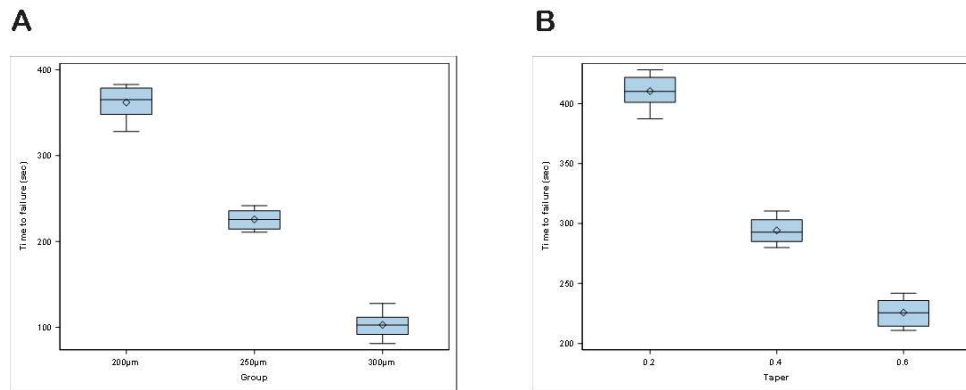 A
B
Time to failure (sec)
400
300
200
100
200µm
250µm
300µm
Group
Time to failure (sec)
400
350
300
250
200
0.2
0.4
0.6
Taper